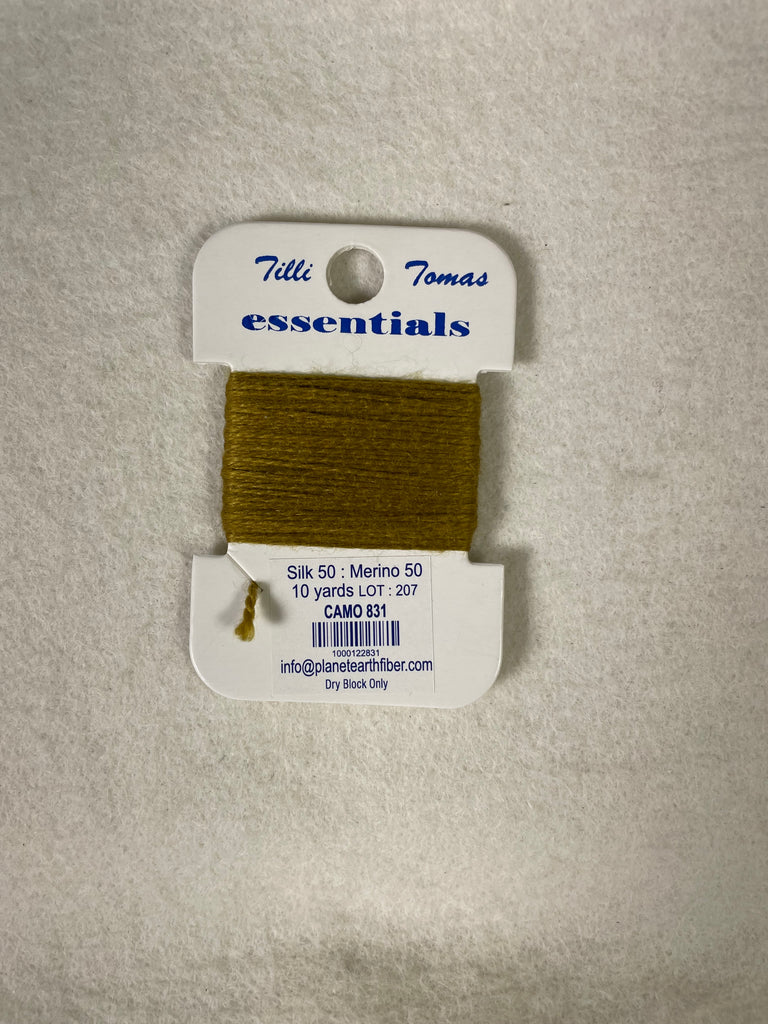 Tilli Tomas
essentials
Silk 50 : Merino 50
10 yards LOT : 207
CAMO 831
1000122831
info@planetearthfiber.com
Dry Block Only